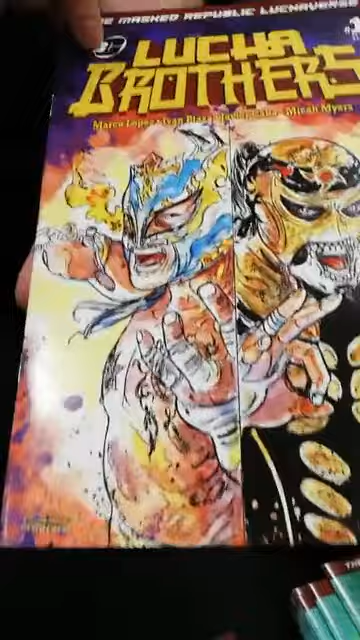 THE MASKED REPUBLIC LUCHAVERSE
LUCHA
BROTHERS
Marco Lopez • Ivan Plaza
Micah Myers